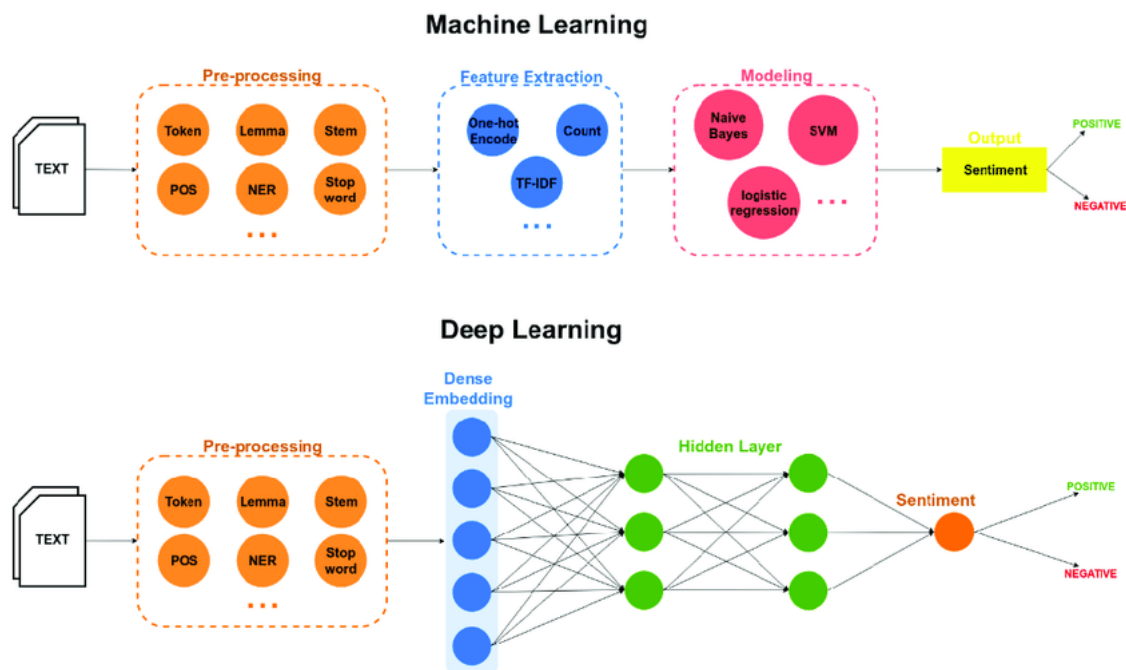 Machine Learning
Pre-processing
Feature Extraction
Modeling
TEXT
Token
Lemma
Stem
POS
NER
Stop
word
...
One-hot
Encode
Count
TF-IDF
...
Naive
Bayes
SVM
logistic
regression
...
Output
Sentiment
POSITIVE
NEGATIVE
Deep Learning
Pre-processing
TEXT
Token
Lemma
Stem
POS
NER
Stop
word
...
Dense
Embedding
Hidden Layer
Sentiment
POSITIVE
NEGATIVE